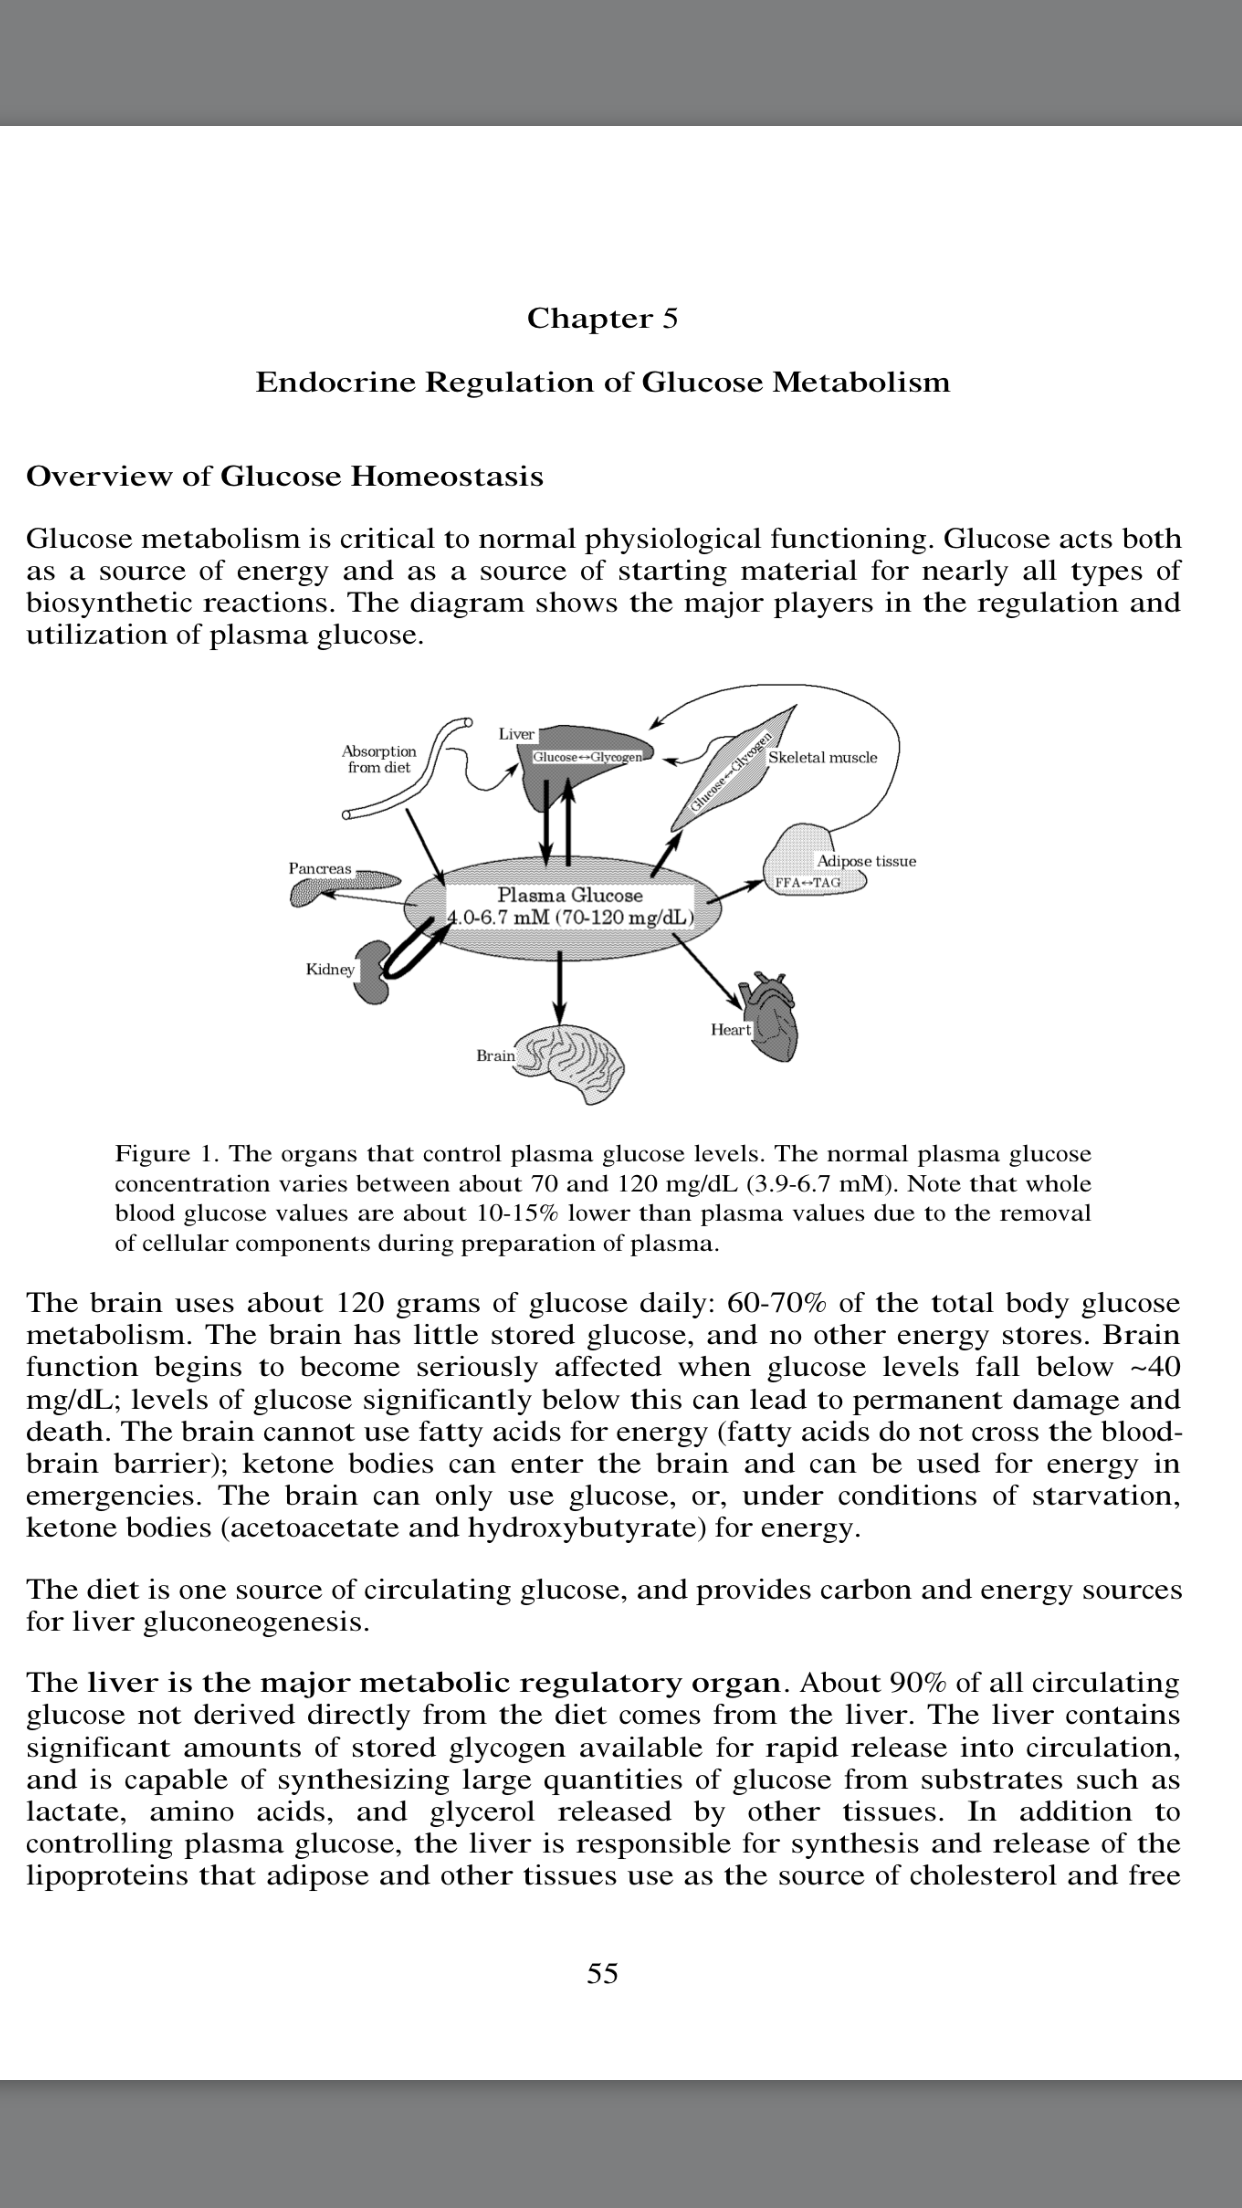 Chapter 5
Endocrine Regulation of Glucose Metabolism
Overview of Glucose Homeostasis
Glucose metabolism is critical to normal physiological functioning. Glucose acts both
as a source of energy and as a source of starting material for nearly all types of
biosynthetic reactions. The diagram shows the major players in the regulation and
utilization of plasma glucose.
Absorption
from diet
Liver
Glucose↔Glycogen
Glucose↔Glycogen
Skeletal muscle
Pancreas
Adipose tissue
FFA↔TAG
Plasma Glucose
4.0-6.7 mM (70-120 mg/dL)
Kidney
Brain
Heart
Figure 1. The organs that control plasma glucose levels. The normal plasma glucose
concentration varies between about 70 and 120 mg/dL (3.9-6.7 mM). Note that whole
blood glucose values are about 10-15% lower than plasma values due to the removal
of cellular components during preparation of plasma.
The brain uses about 120 grams of glucose daily: 60-70% of the total body glucose
metabolism. The brain has little stored glucose, and no other energy stores. Brain
function begins to become seriously affected when glucose levels fall below ~40
mg/dL; levels of glucose significantly below this can lead to permanent damage and
death. The brain cannot use fatty acids for energy (fatty acids do not cross the blood-
brain barrier); ketone bodies can enter the brain and can be used for energy in
emergencies. The brain can only use glucose, or, under conditions of starvation,
ketone bodies (acetoacetate and hydroxybutyrate) for energy.
The diet is one source of circulating glucose, and provides carbon and energy sources
for liver gluconeogenesis.
The liver is the major metabolic regulatory organ. About 90% of all circulating
glucose not derived directly from the diet comes from the liver. The liver contains
significant amounts of stored glycogen available for rapid release into circulation,
and is capable of synthesizing large quantities of glucose from substrates such as
lactate, amino acids, and glycerol released by other tissues. In addition to
controlling plasma glucose, the liver is responsible for synthesis and release of the
lipoproteins that adipose and other tissues use as the source of cholesterol and free
55